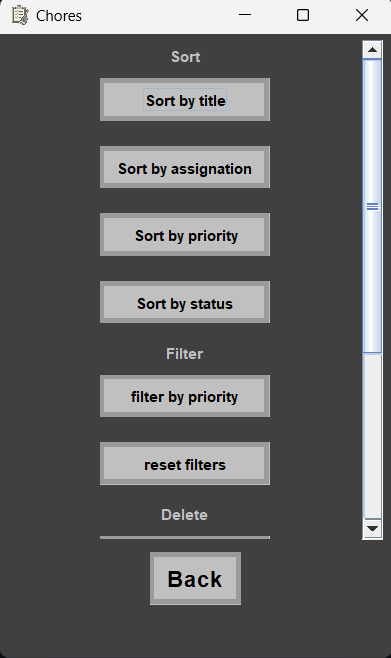 Chores
Sort
Sort by title
Sort by assignation
Sort by priority
Sort by status
Filter
filter by priority
reset filters
Delete
Back